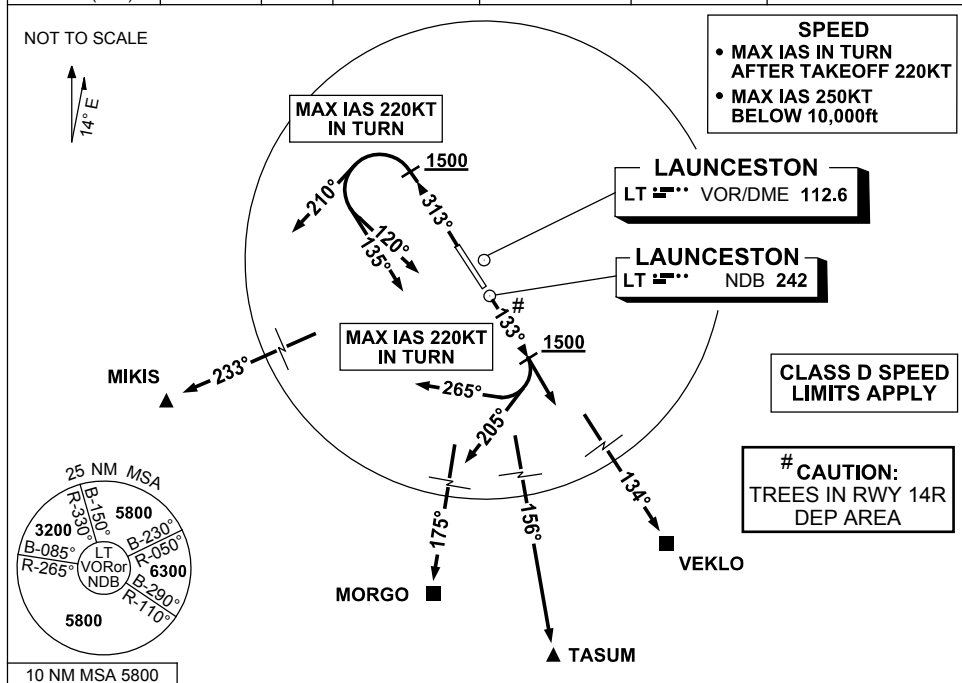 NOT TO SCALE
14° E
SPEED
• MAX IAS IN TURN
AFTER TAKEOFF 220KT
• MAX IAS 250KT
BELOW 10,000ft
MAX IAS 220KT
IN TURN
1500
LAUNCESTON
LT VOR/DME 112.6
210°
313°
120°
135°
LAUNCESTON
LT NDB 242
#
133°
MAX IAS 220KT
IN TURN
1500
MIKIS
233°
265°
205°
CLASS D SPEED
LIMITS APPLY
# CAUTION:
TREES IN RWY 14R
DEP AREA
175°
156°
134°
VEKLO
MORGO
TASUM
25 NM MSA
B-150°
R-330°
5800
3200
B-230°
R-050°
B-085°
R-265°
LT
VORor
NDB
6300
B-290°
R-110°
5800
10 NM MSA 5800